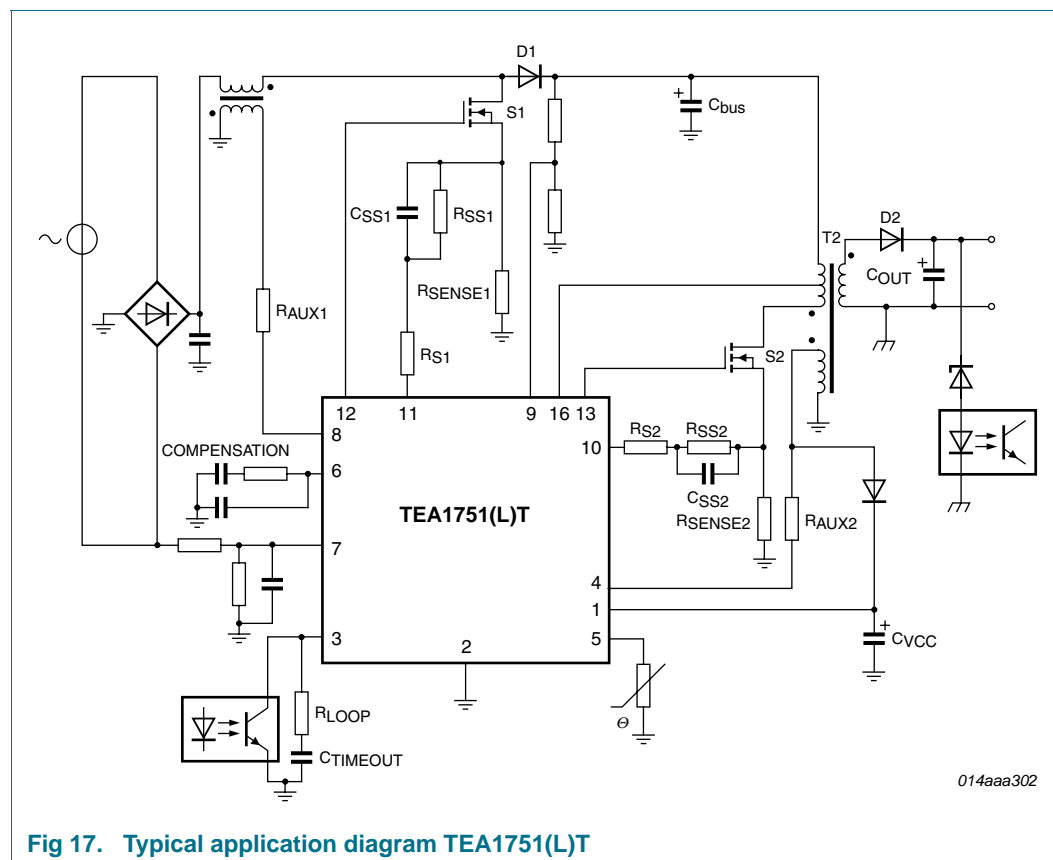 D1
S1
Cbus
CSS1
RSS1
D2
T2
COUT
RAUX1
RSENSE1
RS1
S2
12
11
9
16
13
8
10
RS2
RSS2
COMPENSATION
6
CSS2
TEA1751(L)T
RSENSE2
RAUX2
7
4
1
3
2
5
CVCC
RLOOP
Θ
CTIMEOUT
014aaa302
Fig 17. Typical application diagram TEA1751(L)T